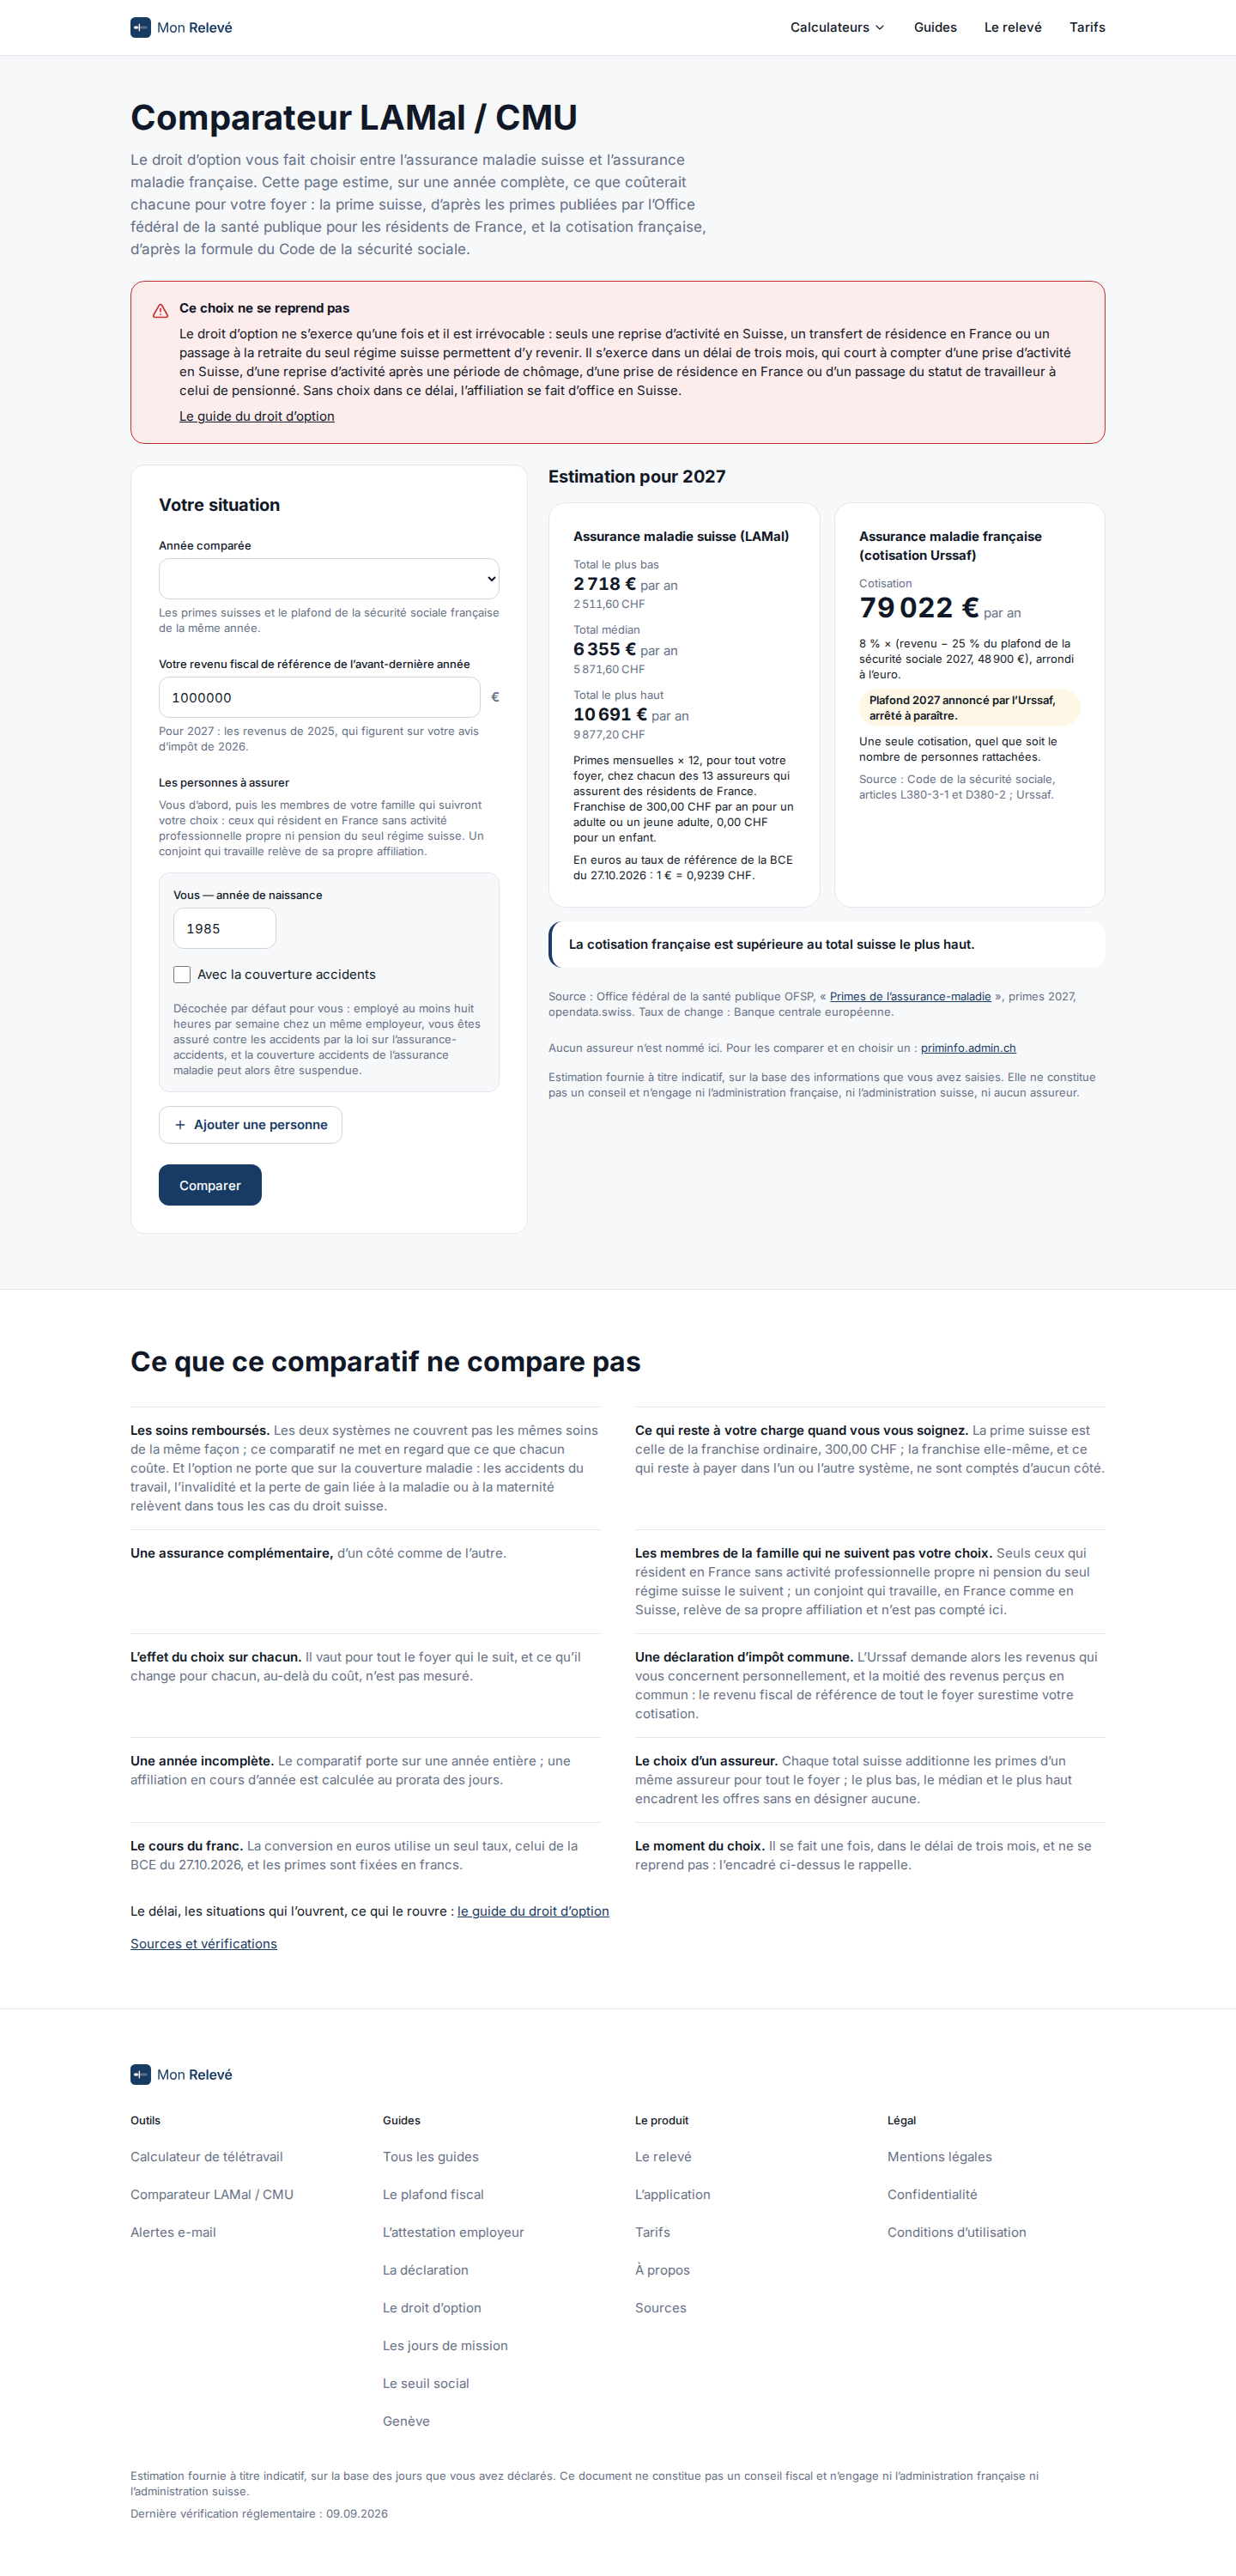 Mon Relevé
Calculateurs
Guides
Le relevé
Tarifs
Comparateur LAMal / CMU
Le droit d’option vous fait choisir entre l’assurance maladie suisse et l’assurance
maladie française. Cette page estime, sur une année complète, ce que coûterait
chacune pour votre foyer : la prime suisse, d’après les primes publiées par l’Office
fédéral de la santé publique pour les résidents de France, et la cotisation française,
d’après la formule du Code de la sécurité sociale.
Ce choix ne se reprend pas
Le droit d’option ne s’exerce qu’une fois et il est irrévocable : seuls une reprise d’activité en Suisse, un transfert de résidence en France ou un
passage à la retraite du seul régime suisse permettent d’y revenir. Il s’exerce dans un délai de trois mois, qui court à compter d’une prise d’activité
en Suisse, d’une reprise d’activité après une période de chômage, d’une prise de résidence en France ou d’un passage du statut de travailleur à
celui de pensionné. Sans choix dans ce délai, l’affiliation se fait d’office en Suisse.
Le guide du droit d’option
Votre situation
Année comparée
Les primes suisses et le plafond de la sécurité sociale française
de la même année.
Votre revenu fiscal de référence de l’avant-dernière année
1000000
€
Pour 2027 : les revenus de 2025, qui figurent sur votre avis
d’impôt de 2026.
Les personnes à assurer
Vous d’abord, puis les membres de votre famille qui suivront
votre choix : ceux qui résident en France sans activité
professionnelle propre ni pension du seul régime suisse. Un
conjoint qui travaille relève de sa propre affiliation.
Vous — année de naissance
1985
Avec la couverture accidents
Décochée par défaut pour vous : employé au moins huit
heures par semaine chez un même employeur, vous êtes
assuré contre les accidents par la loi sur l’assurance-
accidents, et la couverture accidents de l’assurance
maladie peut alors être suspendue.
Ajouter une personne
Comparer
Estimation pour 2027
Assurance maladie suisse (LAMal)
Total le plus bas
2 718 € par an
2 511,60 CHF
Total médian
6 355 € par an
5 871,60 CHF
Total le plus haut
10 691 € par an
9 877,20 CHF
Primes mensuelles × 12, pour tout votre
foyer, chez chacun des 13 assureurs qui
assurent des résidents de France.
Franchise de 300,00 CHF par an pour un
adulte ou un jeune adulte, 0,00 CHF
pour un enfant.
En euros au taux de référence de la BCE
du 27.10.2026 : 1 € = 0,9239 CHF.
Assurance maladie française
(cotisation Urssaf)
Cotisation
79 022 € par an
8 % × (revenu − 25 % du plafond de la
sécurité sociale 2027, 48 900 €), arrondi
à l’euro.
Plafond 2027 annoncé par l’Urssaf,
arrêté à paraître.
Une seule cotisation, quel que soit le
nombre de personnes rattachées.
Source : Code de la sécurité sociale,
articles L380-3-1 et D380-2 ; Urssaf.
La cotisation française est supérieure au total suisse le plus haut.
Source : Office fédéral de la santé publique OFSP, « Primes de l’assurance-maladie », primes 2027,
opendata.swiss. Taux de change : Banque centrale européenne.
Aucun assureur n’est nommé ici. Pour les comparer et en choisir un : priminfo.admin.ch
Estimation fournie à titre indicatif, sur la base des informations que vous avez saisies. Elle ne constitue
pas un conseil et n’engage ni l’administration française, ni l’administration suisse, ni aucun assureur.
Ce que ce comparatif ne compare pas
Les soins remboursés. Les deux systèmes ne couvrent pas les mêmes soins
de la même façon ; ce comparatif ne met en regard que ce que chacun
coûte. Et l’option ne porte que sur la couverture maladie : les accidents du
travail, l’invalidité et la perte de gain liée à la maladie ou à la maternité
relèvent dans tous les cas du droit suisse.
Ce qui reste à votre charge quand vous vous soignez. La prime suisse est
celle de la franchise ordinaire, 300,00 CHF ; la franchise elle-même, et ce
qui reste à payer dans l’un ou l’autre système, ne sont comptés d’aucun côté.
Une assurance complémentaire, d’un côté comme de l’autre.
Les membres de la famille qui ne suivent pas votre choix. Seuls ceux qui
résident en France sans activité professionnelle propre ni pension du seul
régime suisse le suivent ; un conjoint qui travaille, en France comme en
Suisse, relève de sa propre affiliation et n’est pas compté ici.
L’effet du choix sur chacun. Il vaut pour tout le foyer qui le suit, et ce qu’il
change pour chacun, au-delà du coût, n’est pas mesuré.
Une déclaration d’impôt commune. L’Urssaf demande alors les revenus qui
vous concernent personnellement, et la moitié des revenus perçus en
commun : le revenu fiscal de référence de tout le foyer surestime votre
cotisation.
Une année incomplète. Le comparatif porte sur une année entière ; une
affiliation en cours d’année est calculée au prorata des jours.
Le choix d’un assureur. Chaque total suisse additionne les primes d’un
même assureur pour tout le foyer ; le plus bas, le médian et le plus haut
encadrent les offres sans en désigner aucune.
Le cours du franc. La conversion en euros utilise un seul taux, celui de la
BCE du 27.10.2026, et les primes sont fixées en francs.
Le moment du choix. Il se fait une fois, dans le délai de trois mois, et ne se
reprend pas : l’encadré ci-dessus le rappelle.
Le délai, les situations qui l’ouvrent, ce qui le rouvre : le guide du droit d’option
Sources et vérifications
Mon Relevé
Outils
Calculateur de télétravail
Comparateur LAMal / CMU
Alertes e-mail
Guides
Tous les guides
Le plafond fiscal
L’attestation employeur
La déclaration
Le droit d’option
Les jours de mission
Le seuil social
Genève
Le produit
Le relevé
L’application
Tarifs
À propos
Sources
Légal
Mentions légales
Confidentialité
Conditions d’utilisation
Estimation fournie à titre indicatif, sur la base des jours que vous avez déclarés. Ce document ne constitue pas un conseil fiscal et n’engage ni l’administration française ni
l’administration suisse.
Dernière vérification réglementaire : 09.09.2026